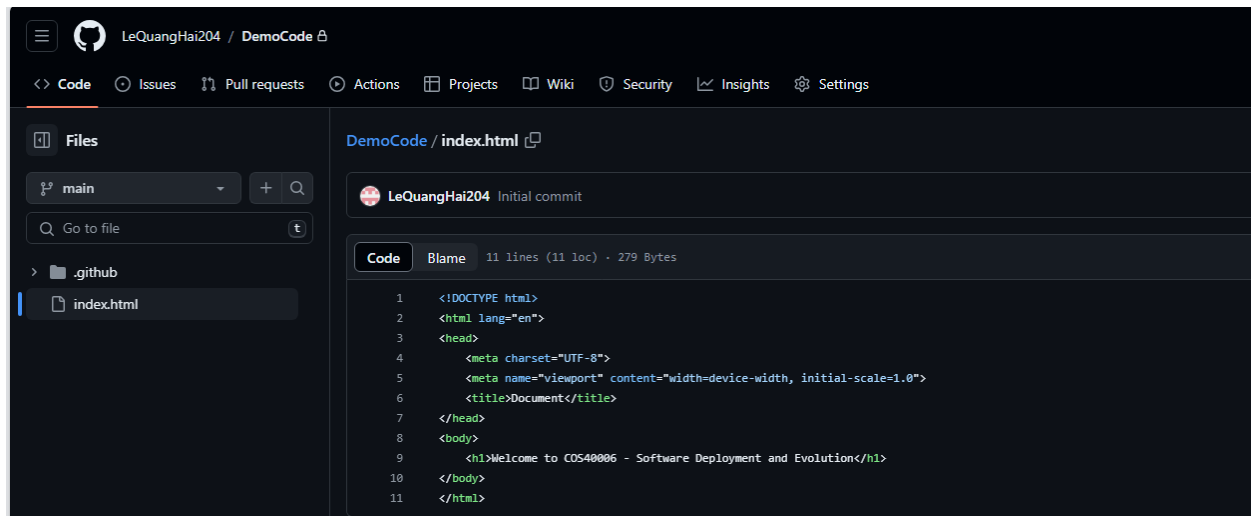 LeQuangHai204 / DemoCode
<> Code Issues Pull requests Actions Projects Wiki Security Insights Settings
Files
DemoCode / index.html
main
LeQuangHai204 Initial commit
Go to file t
Code Blame 11 lines (11 loc) · 279 Bytes
.github
index.html
1 <!DOCTYPE html>
2 <html lang="en">
3 <head>
4 <meta charset="UTF-8">
5 <meta name="viewport" content="width=device-width, initial-scale=1.0">
6 <title>Document</title>
7 </head>
8 <body>
9 <h1>Welcome to COS40006 - Software Deployment and Evolution</h1>
10 </body>
11 </html>